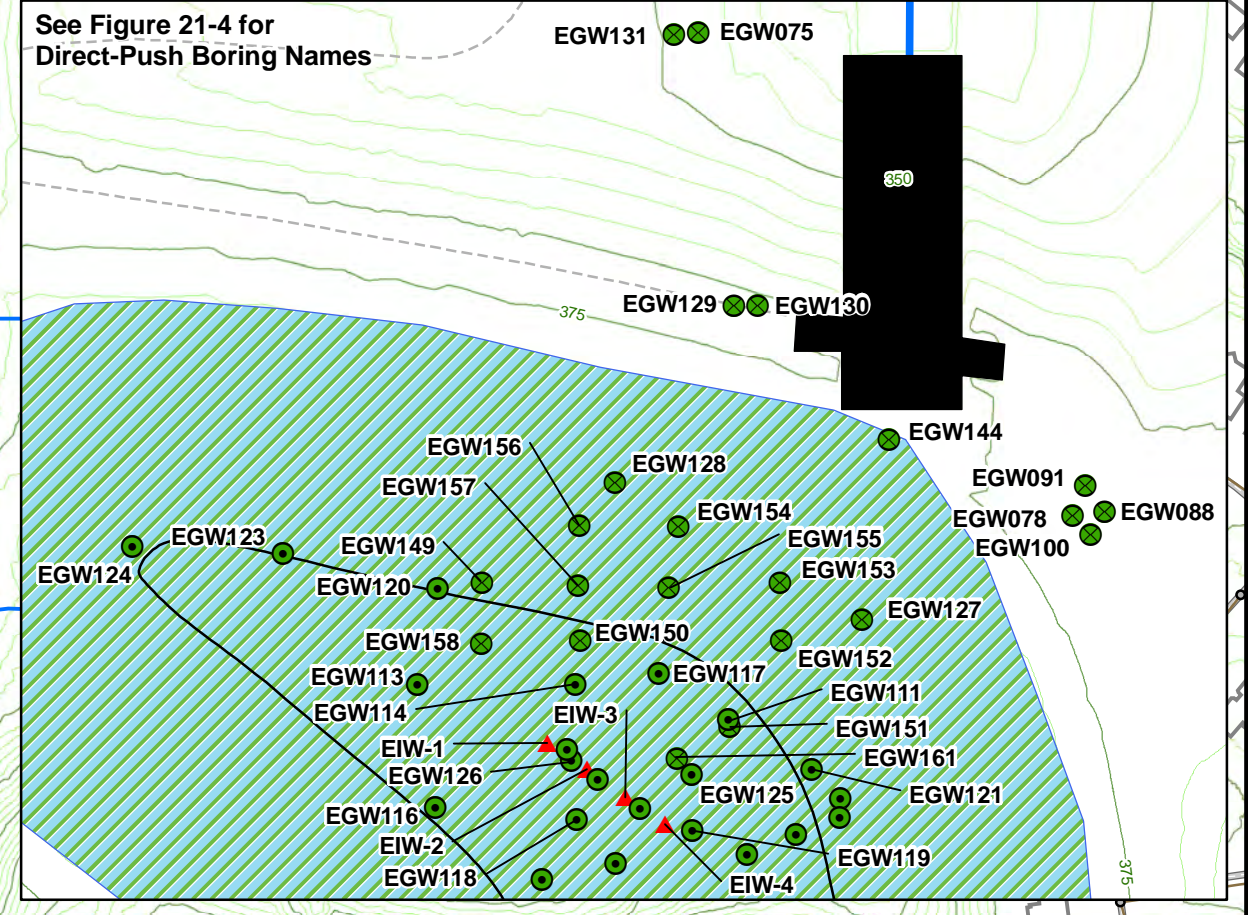 See Figure 21-4 for
Direct-Push Boring Names
EGW131
EGW075
350
EGW129
EGW130
375
EGW144
EGW156
EGW128
EGW091
EGW157
EGW154
EGW088
EGW078
EGW123
EGW155
EGW100
EGW149
EGW124
EGW153
EGW120
EGW127
EGW150
EGW158
EGW152
EGW117
EGW113
EGW111
EGW114
EIW-3
EGW151
EIW-1
EGW161
EGW126
EGW125
EGW121
EGW116
EIW-2
EGW119
375
EGW118
EIW-4